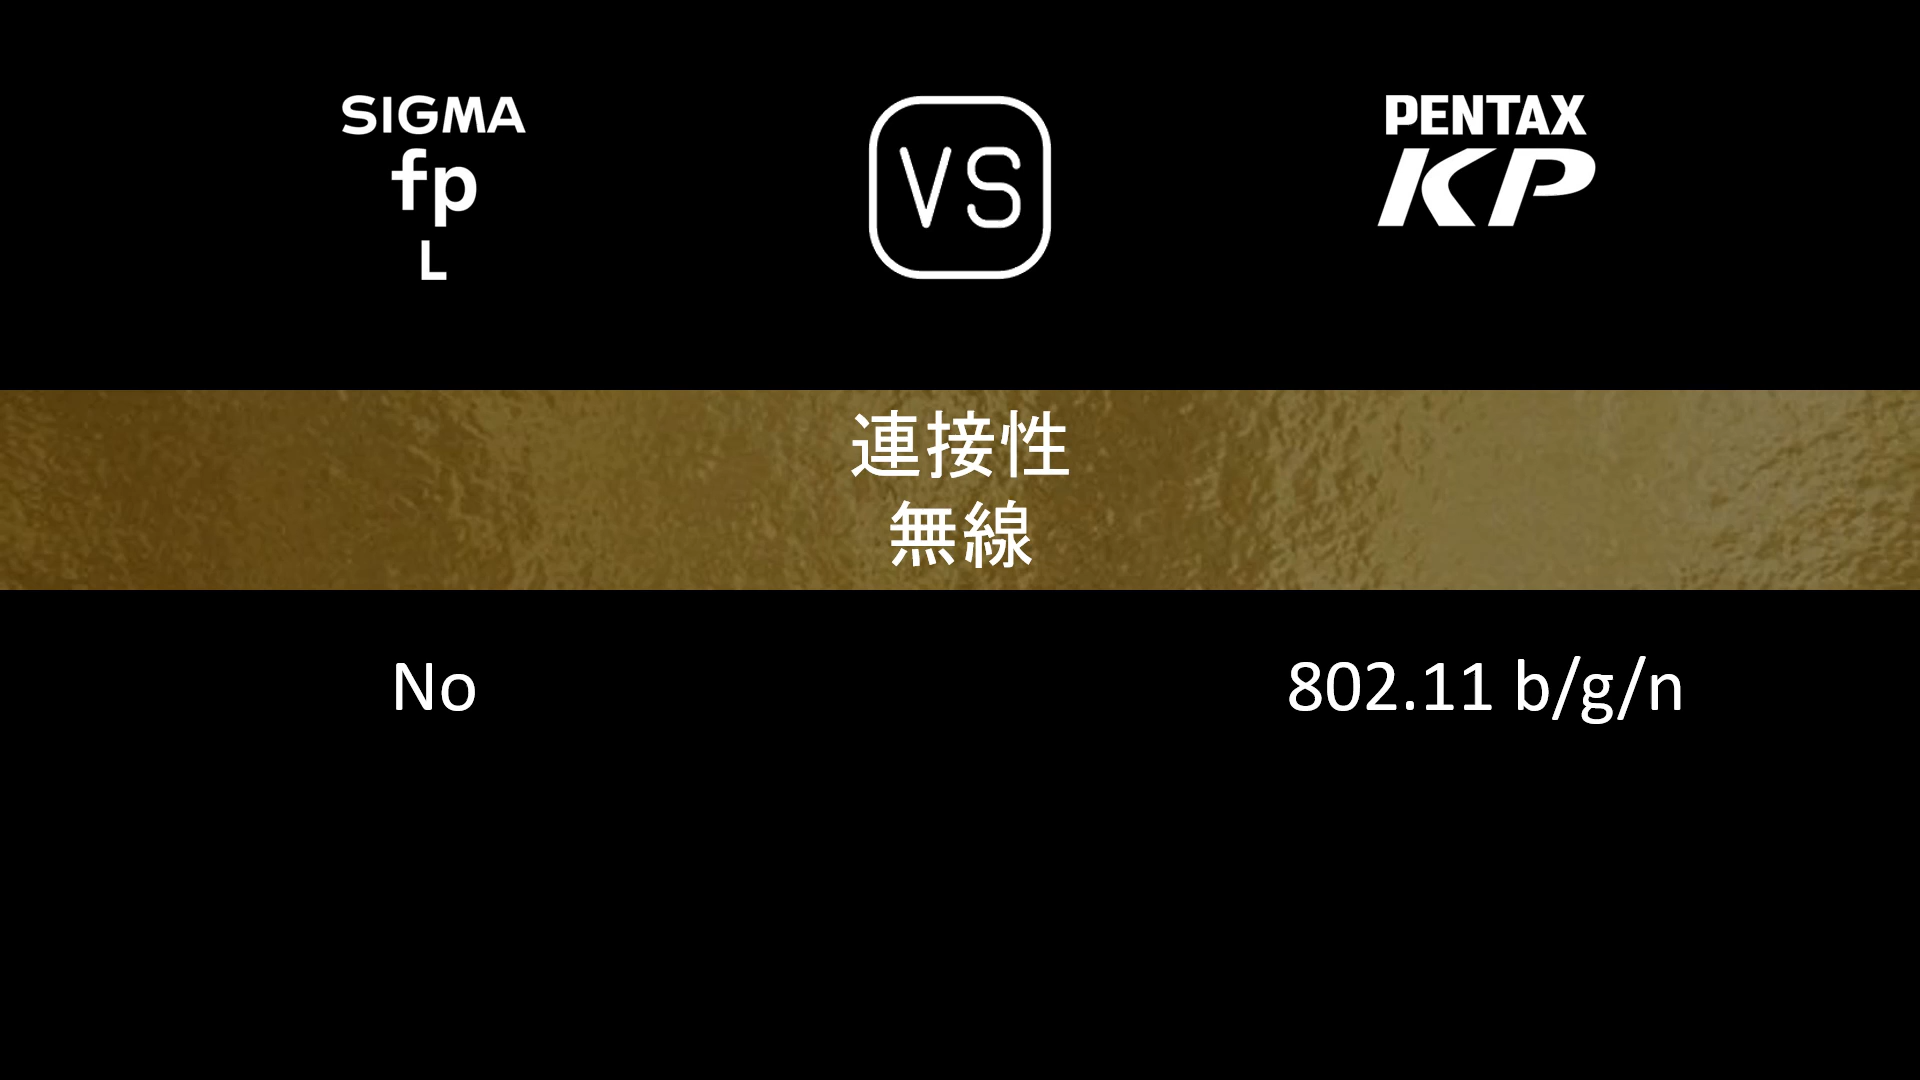 SIGMA
fp
L
VS
PENTAX
KP
連接性
無線
No
802.11 b/g/n